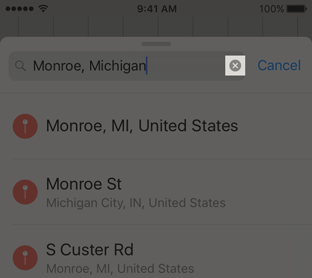 9:41 AM 100%
Monroe, Michigan Cancel
Monroe, MI, United States
Monroe St
Michigan City, IN, United States
S Custer Rd
Monroe, MI, United States